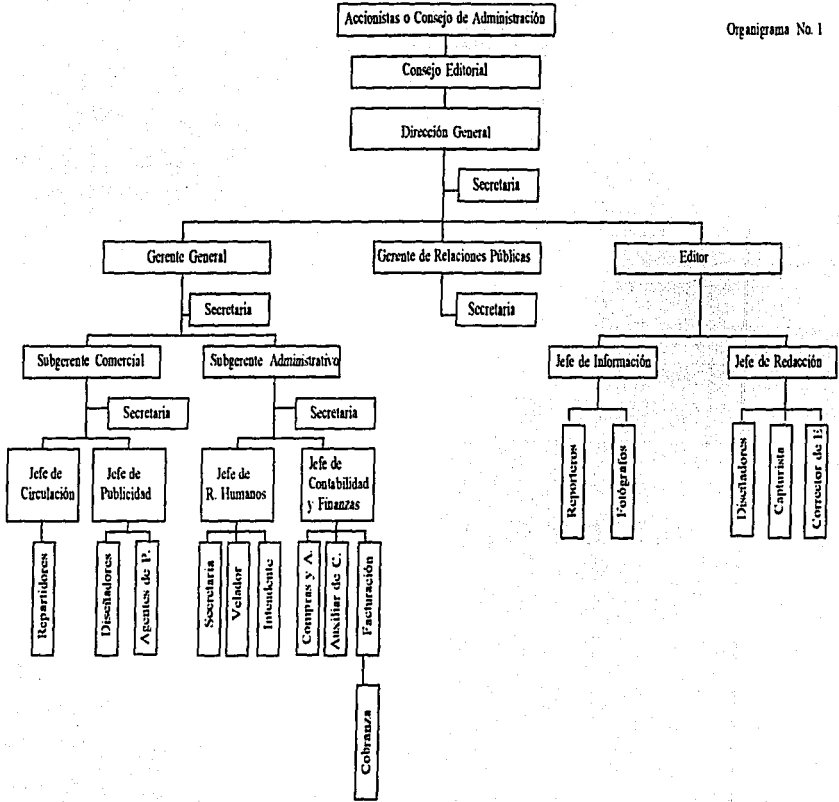 Accionistas o Consejo de Administración
Organigrama No. 1
Consejo Editorial
Dirección General
Secretaria
Gerente General
Gerente de Relaciones Públicas
Editor
Secretaria
Secretaria
Subgerente Comercial
Subgerente Administrativo
Jefe de Información
Jefe de Redacción
Secretaria
Secretaria
Jefe de
Circulación
Jefe de
Publicidad
Jefe de
R. Humanos
Jefe de
Contabilidad
y Finanzas
Reporteros
Fotógrafos
Diseñadores
Capturista
Corrector de E
Repartidores
Diseñadores
Agentes de P.
Secretaria
Velador
Intendente
Compras y A.
Auxiliar de C.
Facturación
Cobranza